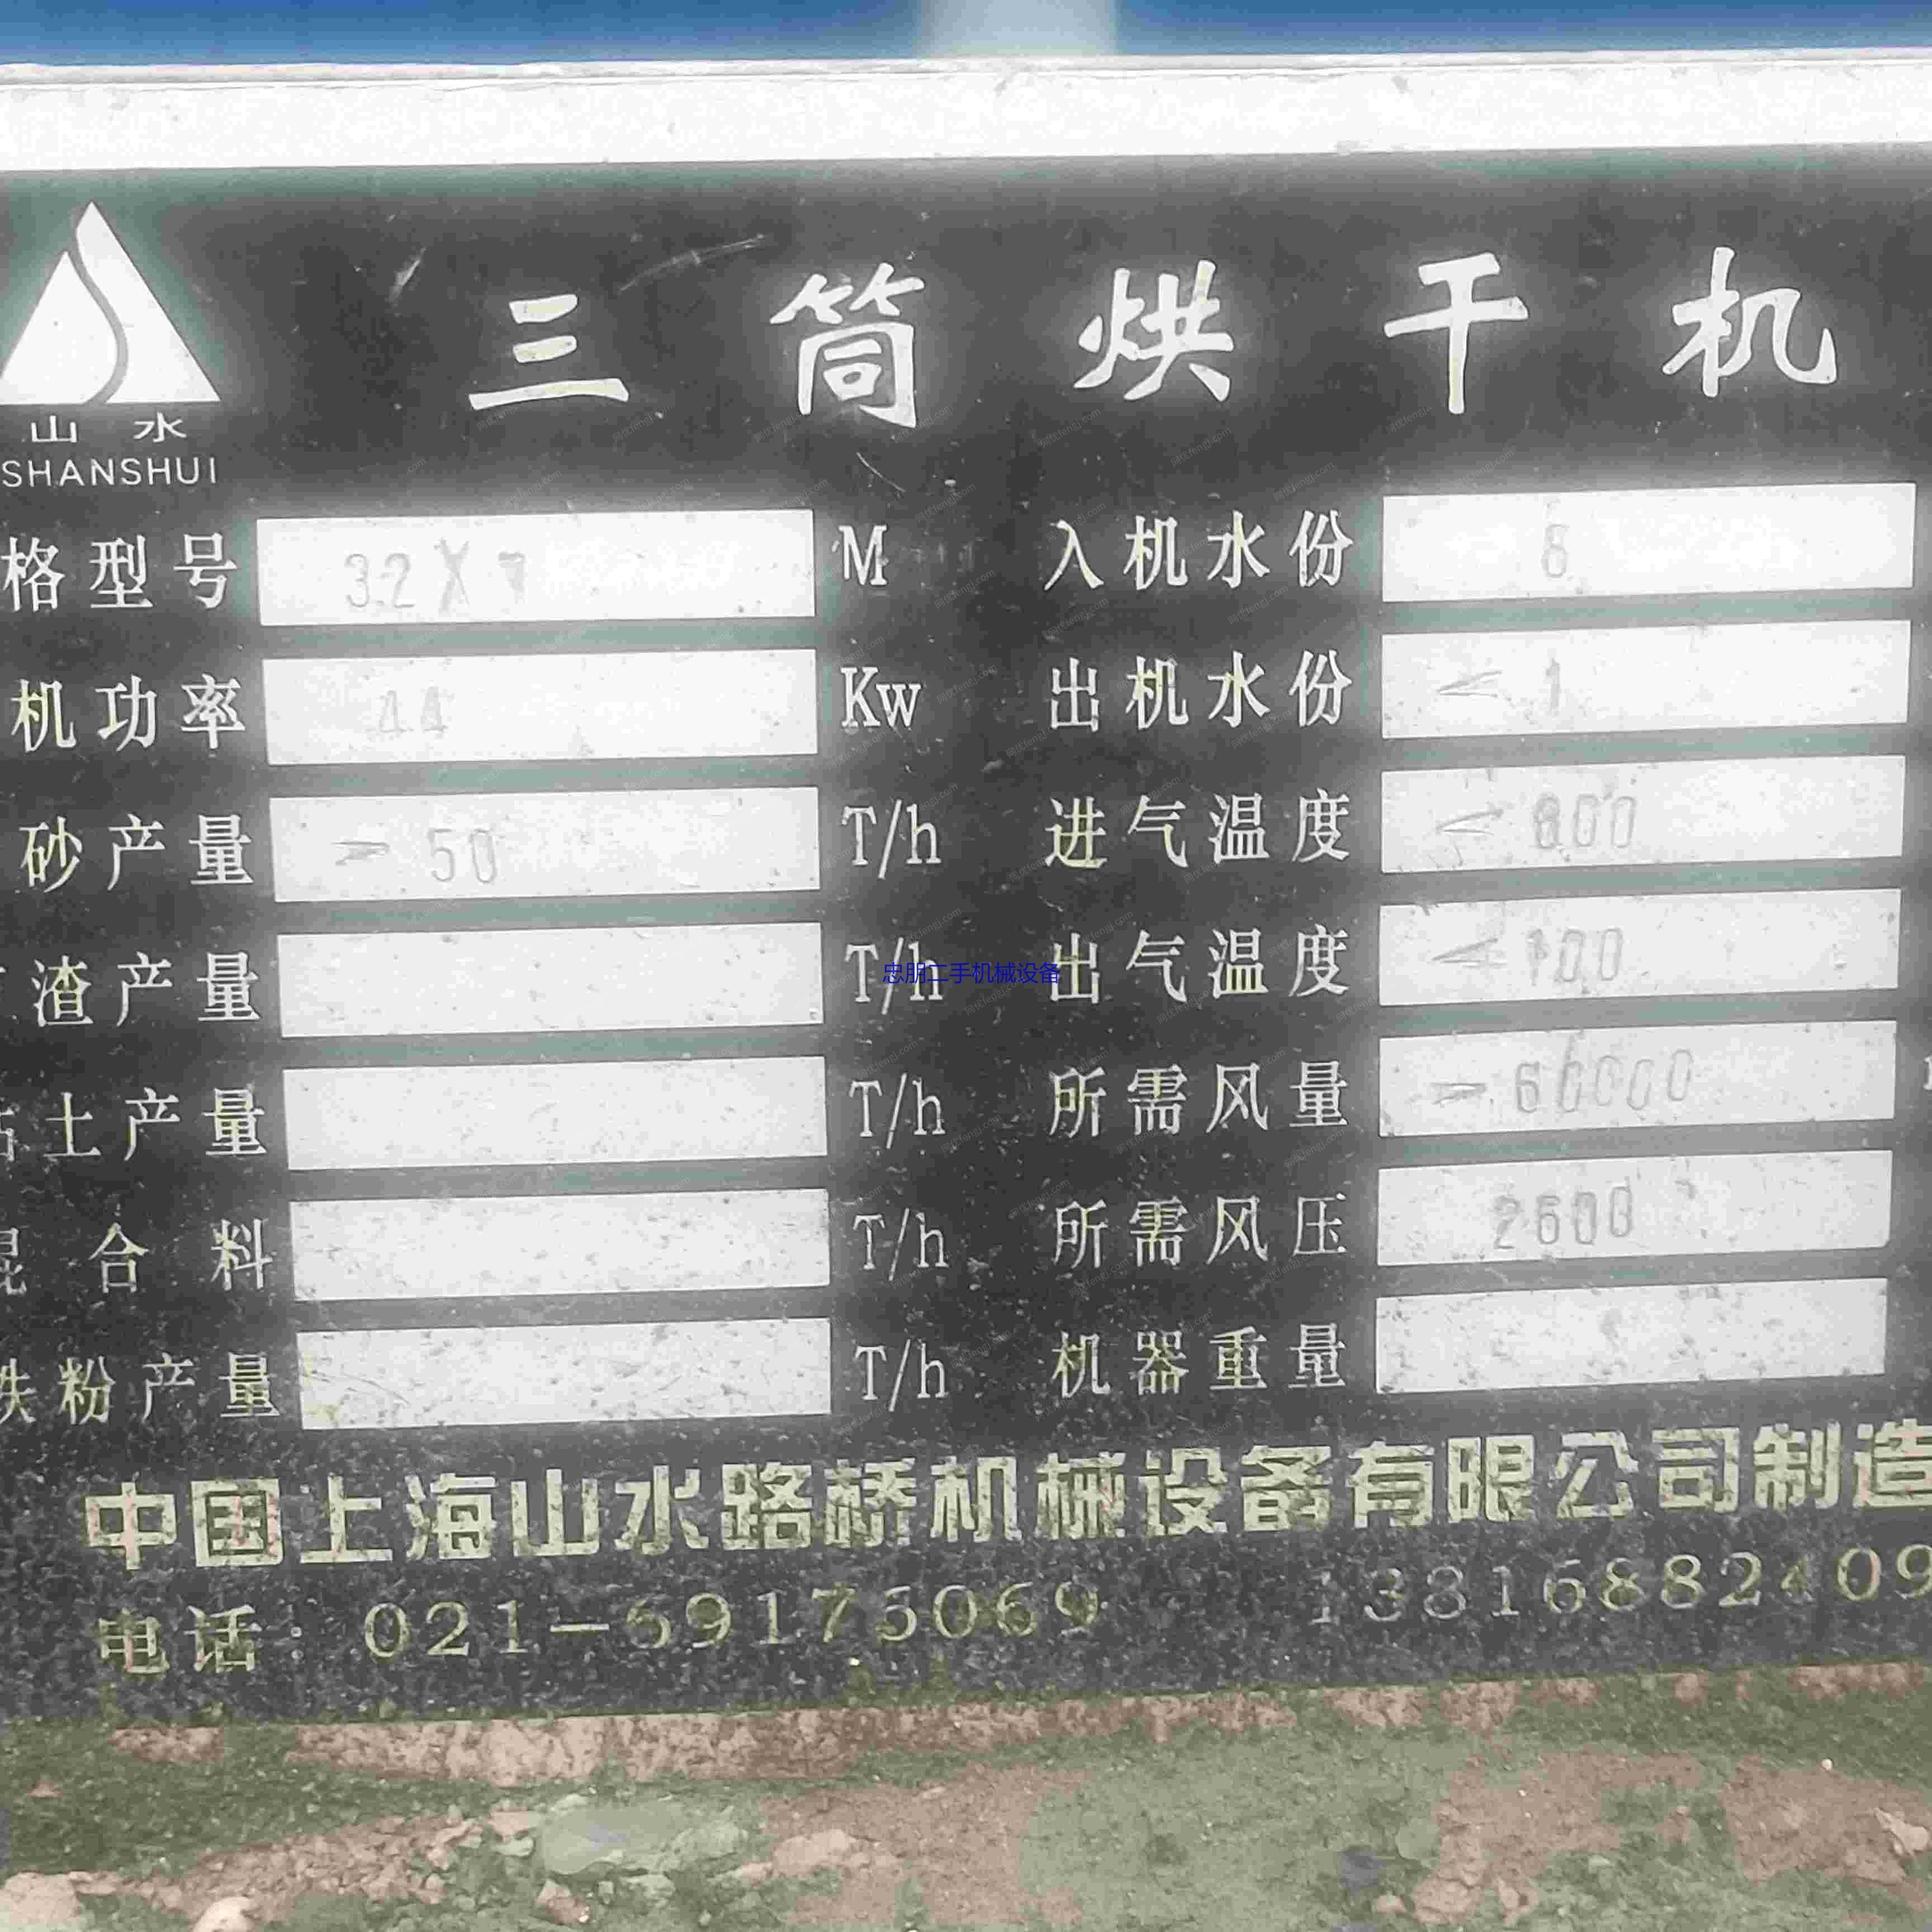 三筒烘干机
山水
SHANSHUI
格型号 3.2X7 M 入机水份 8
机功率 44 Kw 出机水份 < 1
砂产量 > 50 T/h 进气温度 < 800
渣产量 T/h 出气温度 < 100
忠朋二手机械设备
土产量 T/h 所需风量 > 66000
混合料 T/h 所需风压 2600
铁粉产量 T/h 机器重量
中国上海山水路桥机械设备有限公司制造
电话: 021-69175069 13816882409